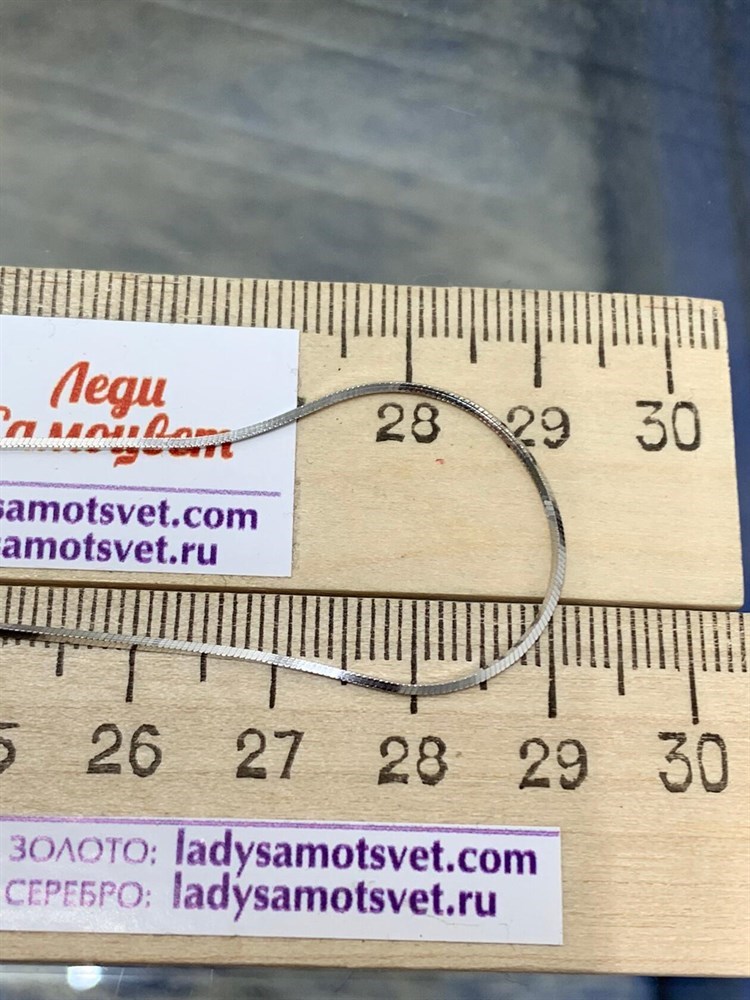 Леди
Самоцвет
samotsvet.com
samotsvet.ru
28 29 30
26 27 28 29 30
ЗОЛОТО: ladysamotsvet.com
СЕРЕБРО: ladysamotsvet.ru